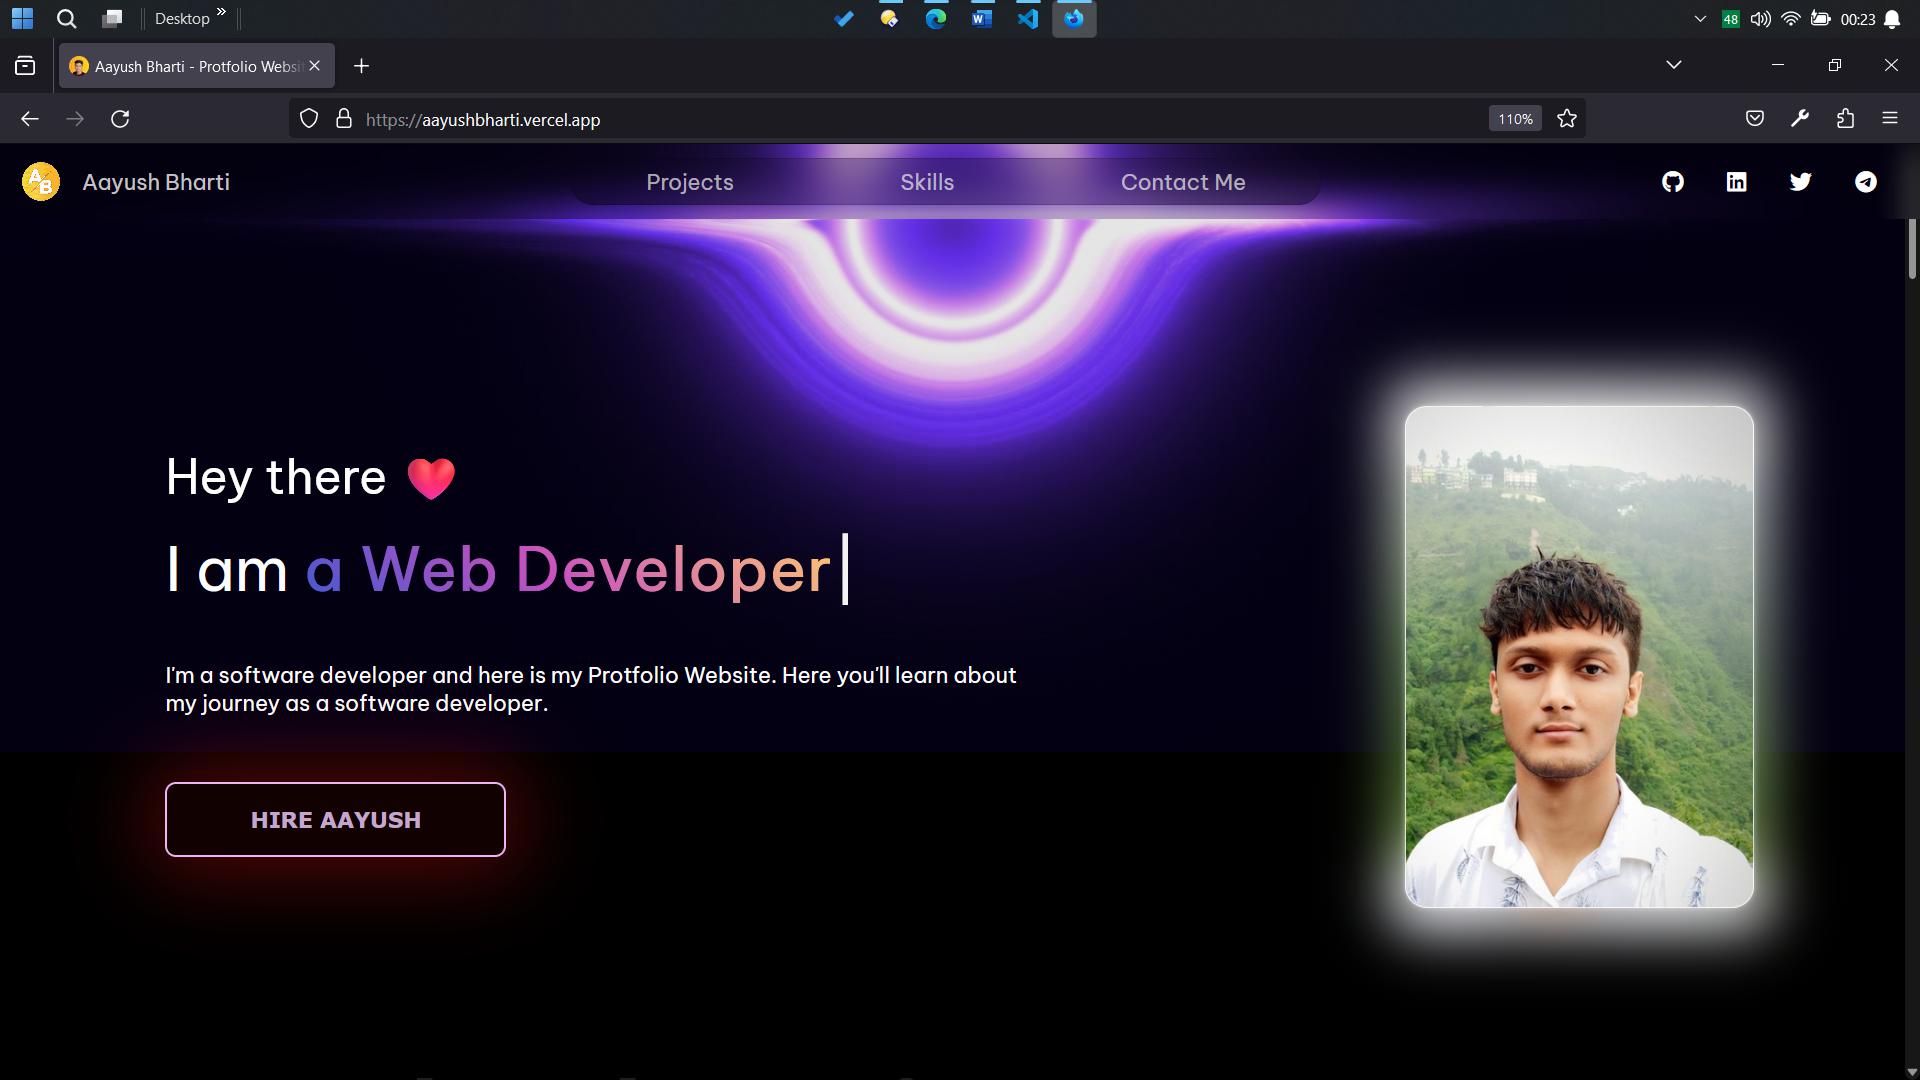 Desktop
48
00:23
Aayush Bharti - Protfolio Websi
https://aayushbharti.vercel.app
110%
AB
Aayush Bharti
Projects
Skills
Contact Me
Hey there
I am a Web Developer
I'm a software developer and here is my Protfolio Website. Here you'll learn about
my journey as a software developer.
HIRE AAYUSH